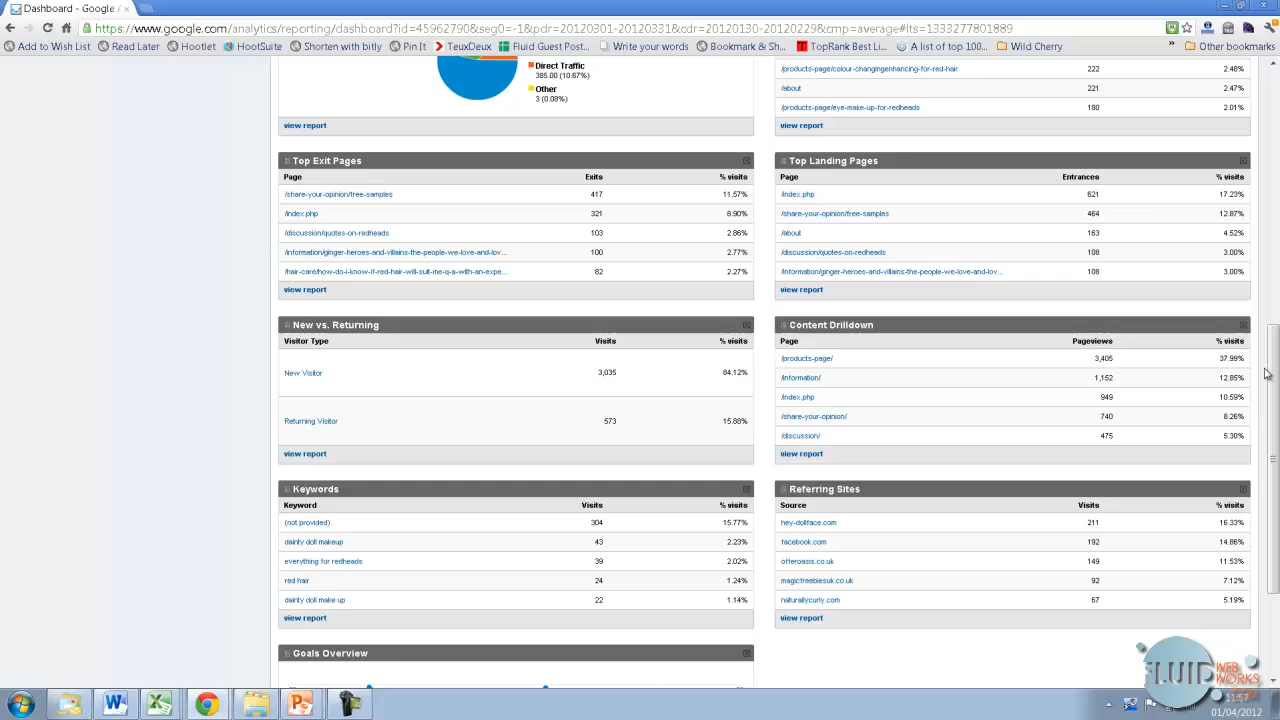 Dashboard - Google A
https://www.google.com/analytics/reporting/dashboard?id=45962790&seg0=-1&pdr=20120301-20120331&cdr=20120130-20120229&cmp=average#lts=1333277801889
Add to Wish List Read Later Hootlet HootSuite Shorten with bitly Pin It TeuxDeux Fluid Guest Post... Write your words Bookmark & Sh... TopRank Best Li... A list of top 100... Wild Cherry » Other bookmarks
Direct Traffic
385.00 (10.67%)
Other
3 (0.08%)
view report
/products-page/colour-changingenhancing-for-red-hair 222 2.48%
/about 221 2.47%
/products-page/eye-make-up-for-redheads 180 2.01%
view report
Top Exit Pages
Page Exits % visits
/share-your-opinion/free-samples 417 11.57%
/index.php 321 8.90%
/discussion/quotes-on-redheads 103 2.86%
/information/ginger-heroes-and-villains-the-people-we-love-and-lov... 100 2.77%
/hair-care/how-do-i-know-if-red-hair-will-suit-me-q-a-with-an-expe... 82 2.27%
view report
Top Landing Pages
Page Entrances % visits
/index.php 621 17.23%
/share-your-opinion/free-samples 464 12.87%
/about 163 4.52%
/discussion/quotes-on-redheads 108 3.00%
/information/ginger-heroes-and-villains-the-people-we-love-and-lov... 108 3.00%
view report
New vs. Returning
Visitor Type Visits % visits
New Visitor 3,035 84.12%
Returning Visitor 573 15.88%
view report
Content Drilldown
Page Pageviews % visits
/products-page/ 3,405 37.99%
/information/ 1,152 12.85%
/index.php 949 10.59%
/share-your-opinion/ 740 8.26%
/discussion/ 475 5.30%
view report
Keywords
Keyword Visits % visits
(not provided) 304 15.77%
dainty doll makeup 43 2.23%
everything for redheads 39 2.02%
red hair 24 1.24%
dainty doll make up 22 1.14%
view report
Referring Sites
Source Visits % visits
hey-dollface.com 211 16.33%
facebook.com 192 14.86%
offeroasis.co.uk 149 11.53%
magicfreebiesuk.co.uk 92 7.12%
naturallycurly.com 67 5.19%
view report
Goals Overview
FLUID WEB
WORKS
11:57
01/04/2012